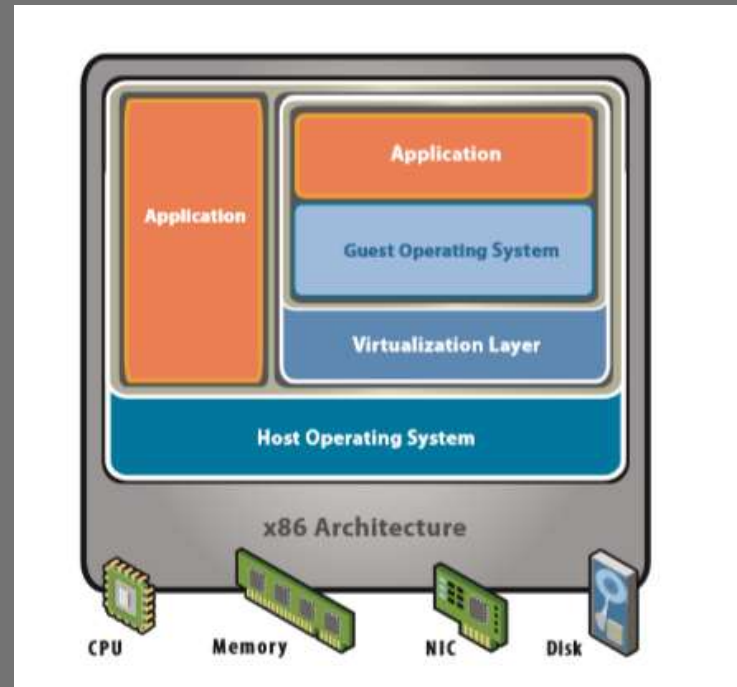 Application
Application
Guest Operating System
Virtualization Layer
Host Operating System
x86 Architecture
CPU
Memory
NIC
Disk